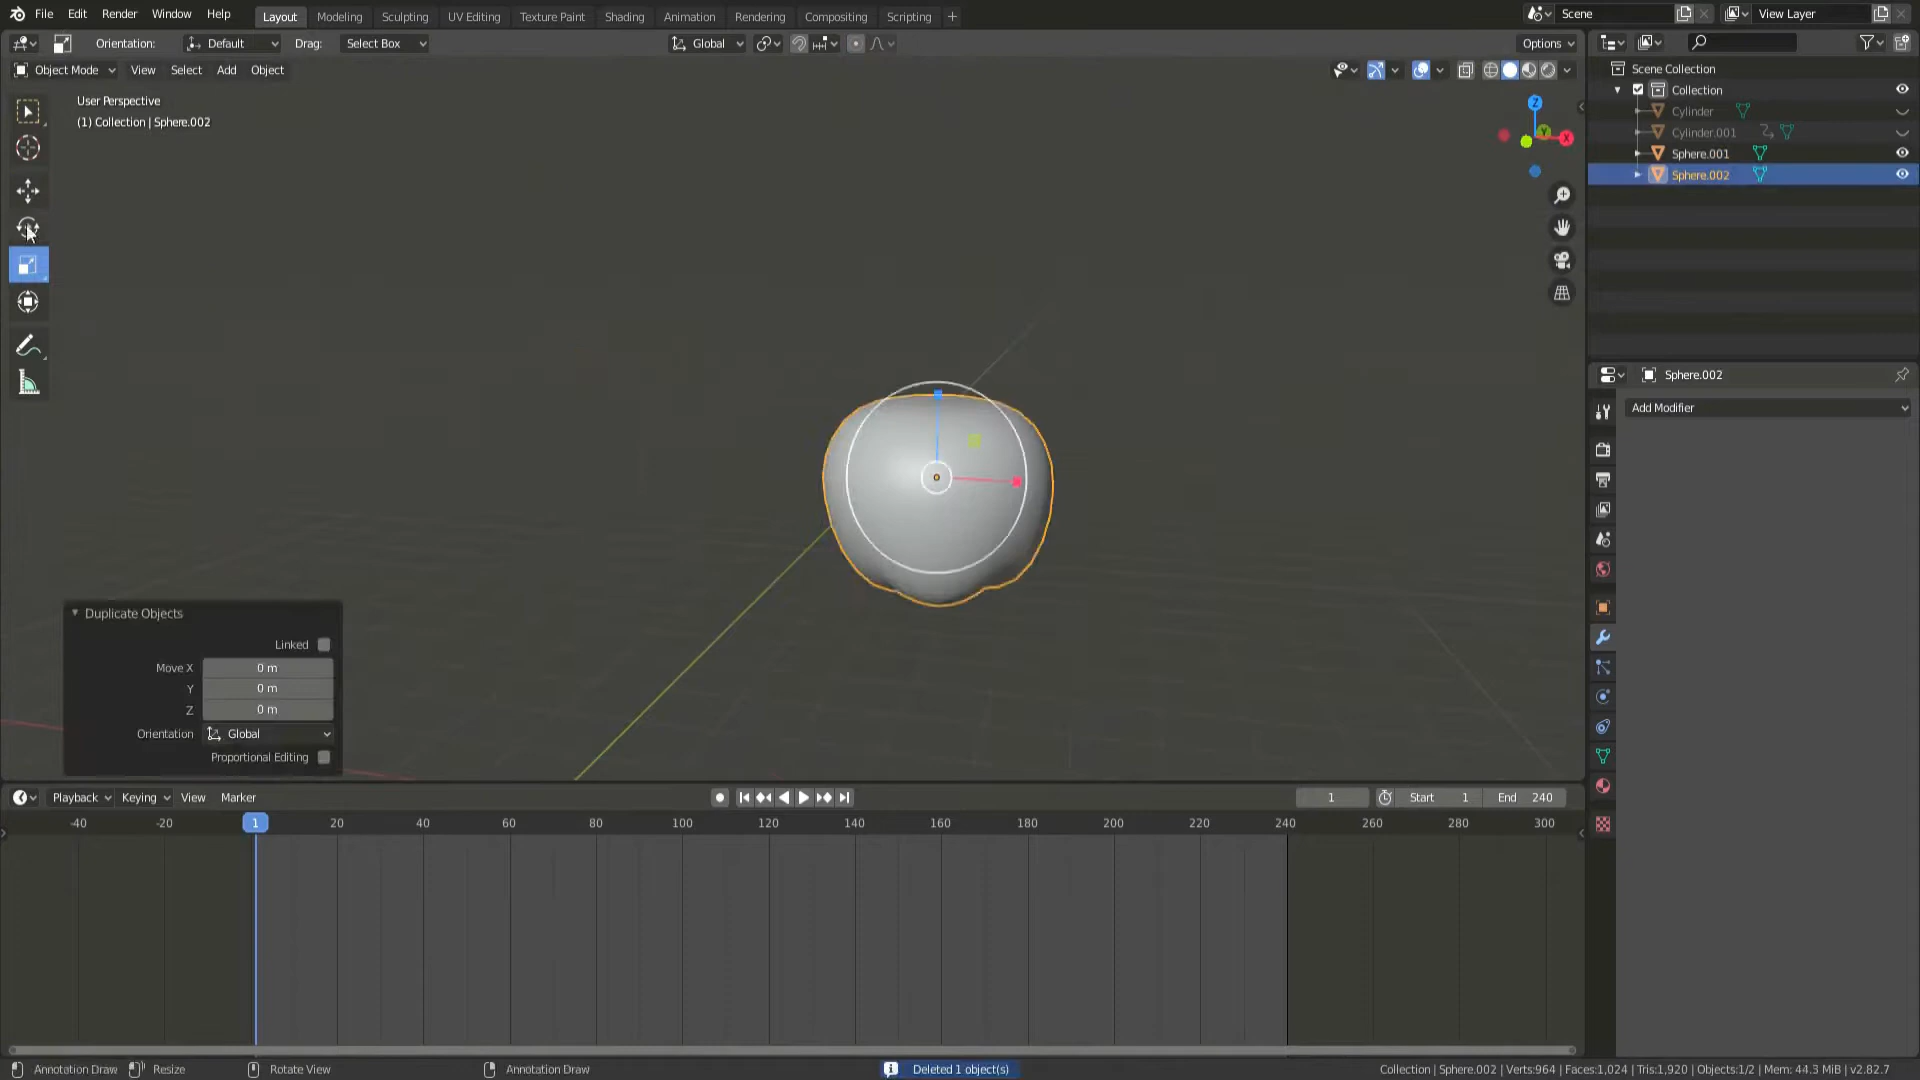 File Edit Render Window Help Layout Modeling Sculpting UV Editing Texture Paint Shading Animation Rendering Compositing Scripting + Scene View Layer
Orientation: Default Drag: Select Box Global Options
Object Mode View Select Add Object
User Perspective
(1) Collection | Sphere.002
Z
Y
X
Scene Collection
Collection
Cylinder
Cylinder.001
Sphere.001
Sphere.002
Sphere.002
Add Modifier
Duplicate Objects
Linked
Move X 0 m
Y 0 m
Z 0 m
Orientation Global
Proportional Editing
Playback Keying View Marker 1 Start 1 End 240
-40 -20 1 20 40 60 80 100 120 140 160 180 200 220 240 260 280 300
Annotation Draw Resize Rotate View Annotation Draw Deleted 1 object(s) Collection | Sphere.002 | Verts:964 | Faces:1,024 | Tris:1,920 | Objects:1/2 | Mem: 44.3 MiB | v2.82.7